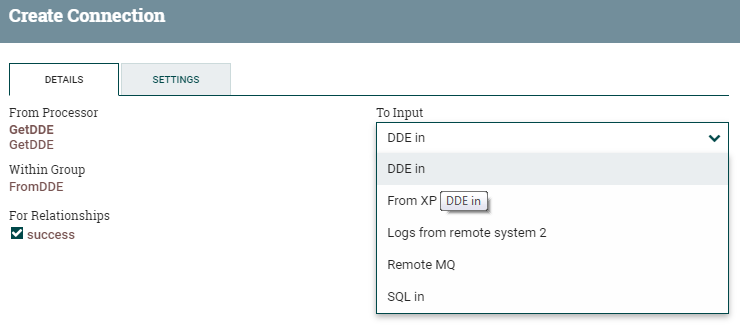 Create Connection
DETAILS
SETTINGS
From Processor
GetDDE
GetDDE
Within Group
FromDDE
For Relationships
success
To Input
DDE in
DDE in
From XP
DDE in
Logs from remote system 2
Remote MQ
SQL in